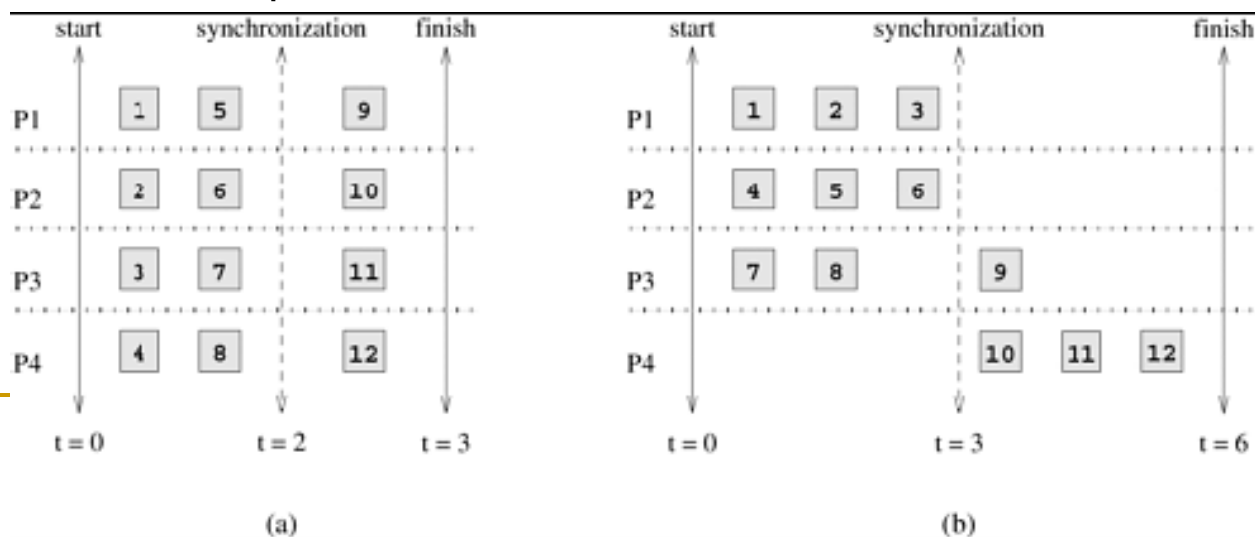 start synchronization finish
P1 1 5 9
P2 2 6 10
P3 3 7 11
P4 4 8 12
t = 0 t = 2 t = 3
(a)
start synchronization finish
P1 1 2 3
P2 4 5 6
P3 7 8 9
P4 10 11 12
t = 0 t = 3 t = 6
(b)